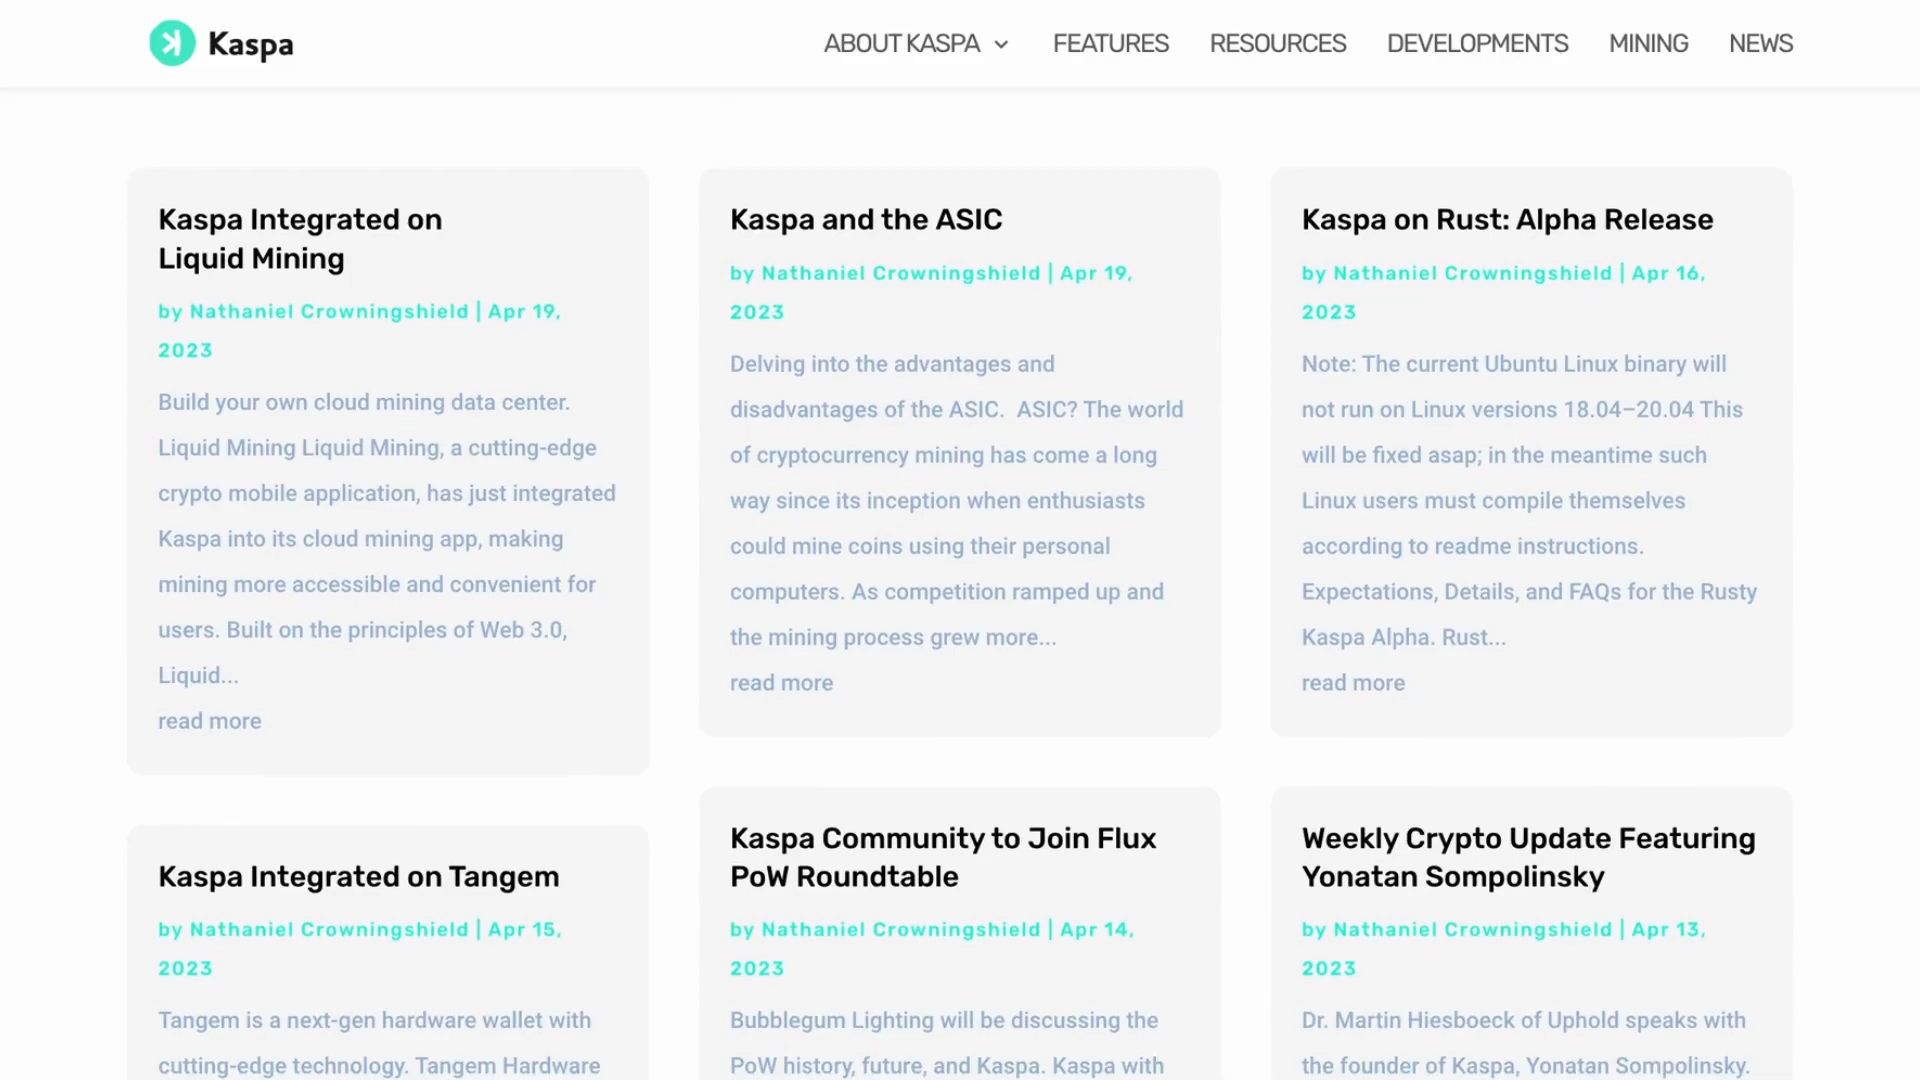 Kaspa
ABOUT KASPA
FEATURES
RESOURCES
DEVELOPMENTS
MINING
NEWS
Kaspa Integrated on
Liquid Mining
by Nathaniel Crowningshield | Apr 19,
2023
Build your own cloud mining data center.
Liquid Mining Liquid Mining, a cutting-edge
crypto mobile application, has just integrated
Kaspa into its cloud mining app, making
mining more accessible and convenient for
users. Built on the principles of Web 3.0,
Liquid...
read more
Kaspa and the ASIC
by Nathaniel Crowningshield | Apr 19,
2023
Delving into the advantages and
disadvantages of the ASIC.  ASIC? The world
of cryptocurrency mining has come a long
way since its inception when enthusiasts
could mine coins using their personal
computers. As competition ramped up and
the mining process grew more...
read more
Kaspa on Rust: Alpha Release
by Nathaniel Crowningshield | Apr 16,
2023
Note: The current Ubuntu Linux binary will
not run on Linux versions 18.04–20.04 This
will be fixed asap; in the meantime such
Linux users must compile themselves
according to readme instructions.
Expectations, Details, and FAQs for the Rusty
Kaspa Alpha. Rust...
read more
Kaspa Integrated on Tangem
by Nathaniel Crowningshield | Apr 15,
2023
Tangem is a next-gen hardware wallet with
cutting-edge technology. Tangem Hardware
Kaspa Community to Join Flux
PoW Roundtable
by Nathaniel Crowningshield | Apr 14,
2023
Bubblegum Lighting will be discussing the
PoW history, future, and Kaspa. Kaspa with
Weekly Crypto Update Featuring
Yonatan Sompolinsky
by Nathaniel Crowningshield | Apr 13,
2023
Dr. Martin Hiesboeck of Uphold speaks with
the founder of Kaspa, Yonatan Sompolinsky.